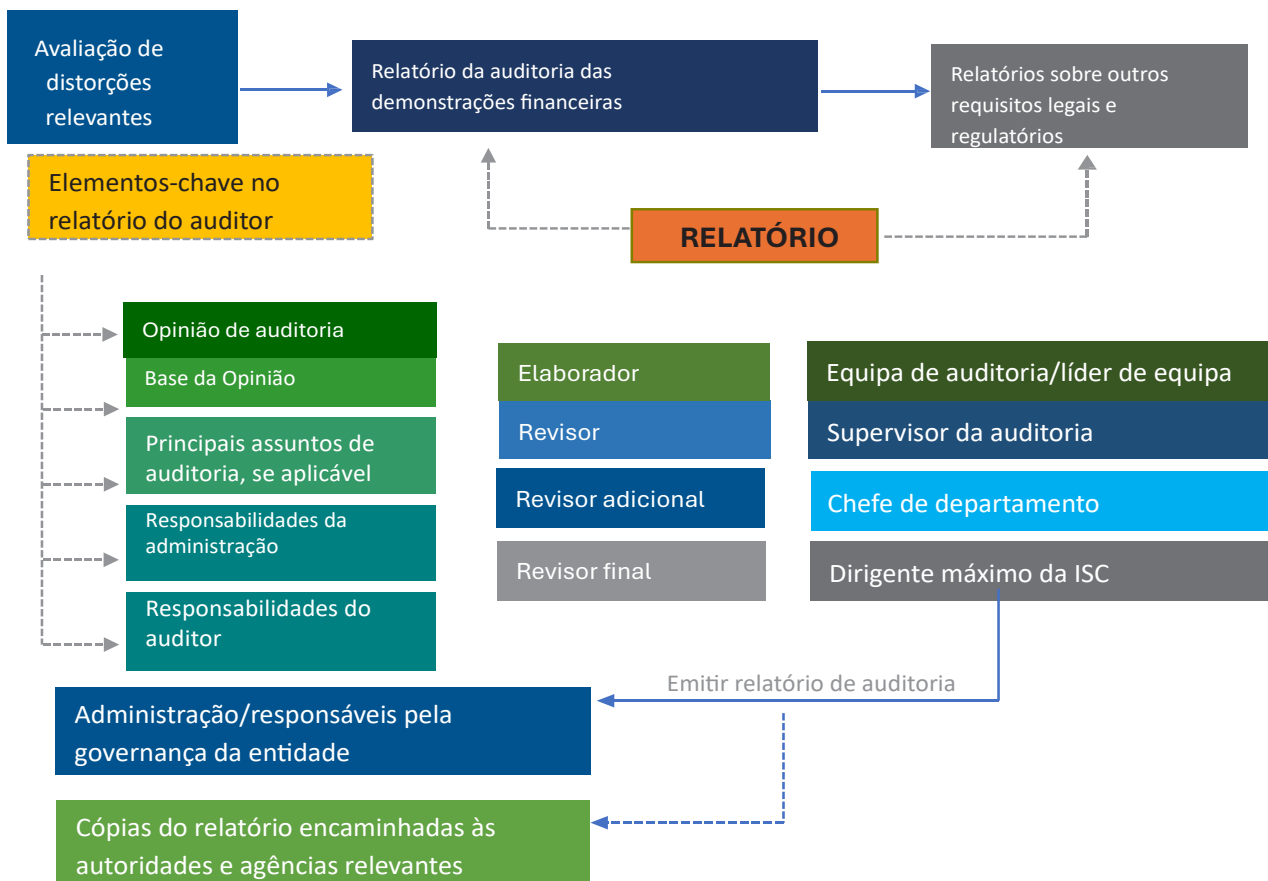 Avaliação de
distorções
relevantes
Relatório da auditoria das
demonstrações financeiras
Relatórios sobre outros
requisitos legais e
regulatórios
Elementos-chave no
relatório do auditor
RELATÓRIO
Opinião de auditoria
Base da Opinião
Principais assuntos de
auditoria, se aplicável
Responsabilidades da
administração
Responsabilidades do
auditor
Elaborador
Equipa de auditoria/líder de equipa
Revisor
Supervisor da auditoria
Revisor adicional
Chefe de departamento
Revisor final
Dirigente máximo da ISC
Emitir relatório de auditoria
Administração/responsáveis pela
governança da entidade
Cópias do relatório encaminhadas às
autoridades e agências relevantes